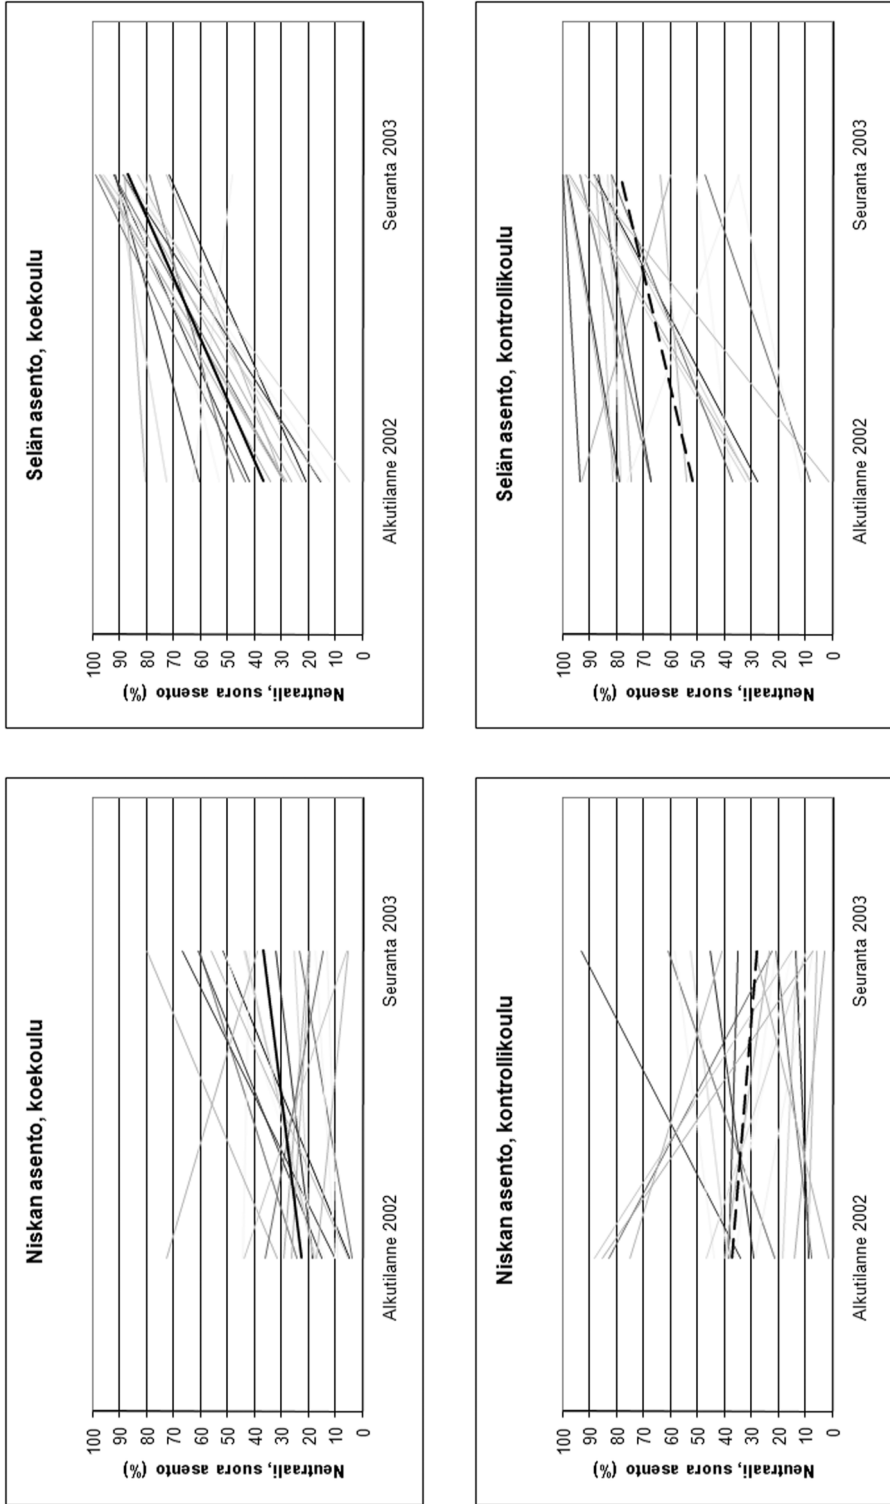 Niskan asento, koekoulu
Neutraali, suora asento (%)
100
90
80
70
60
50
40
30
20
10
0
Alkutilanne 2002
Seuranta 2003
Selän asento, koekoulu
Neutraali, suora asento (%)
100
90
80
70
60
50
40
30
20
10
0
Alkutilanne 2002
Seuranta 2003
Niskan asento, kontrollikoulu
Neutraali, suora asento (%)
100
90
80
70
60
50
40
30
20
10
0
Alkutilanne 2002
Seuranta 2003
Selän asento, kontrollikoulu
Neutraali, suora asento (%)
100
90
80
70
60
50
40
30
20
10
0
Alkutilanne 2002
Seuranta 2003